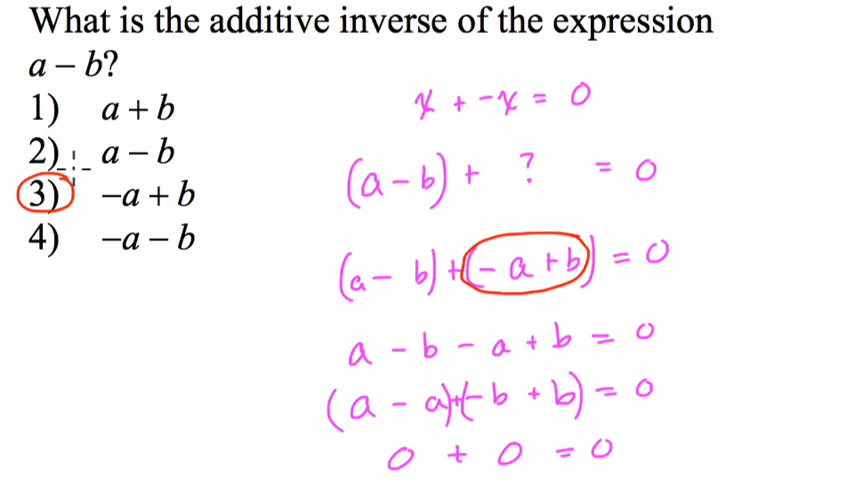 What is the additive inverse of the expression
a – b?
1) a + b
2) a – b
3) –a + b
4) –a – b
x + -x = 0
(a - b) + ? = 0
(a - b) + (-a + b) = 0
a - b - a + b = 0
(a - a) + (-b + b) = 0
0 + 0 = 0